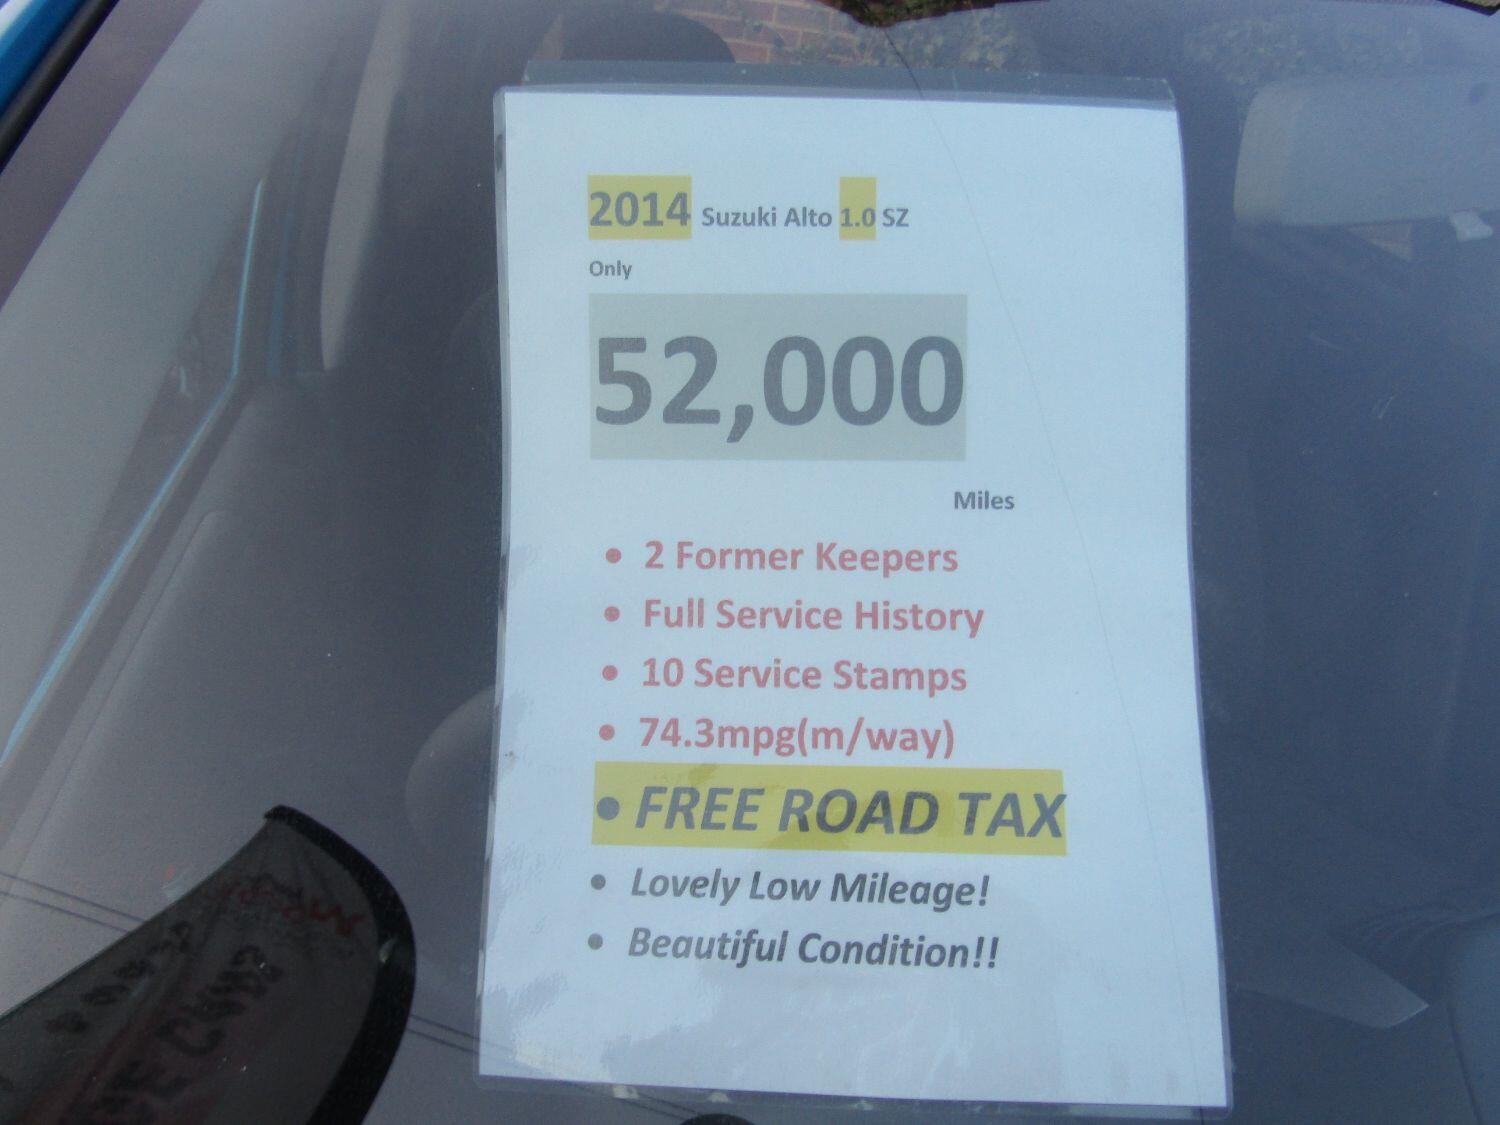 2014 Suzuki Alto 1.0 SZ
Only
52,000
Miles
• 2 Former Keepers
• Full Service History
• 10 Service Stamps
• 74.3mpg(m/way)
• FREE ROAD TAX
• Lovely Low Mileage!
• Beautiful Condition!!